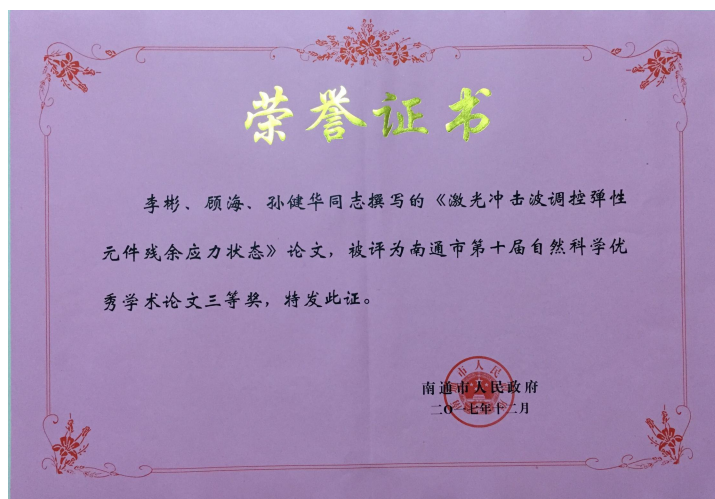 荣誉证书
李彬、顾海、孙健华同志撰写的《激光冲击波调控弹性
元件残余应力状态》论文，被评为南通市第十届自然科学优
秀学术论文三等奖，特发此证。
南通市人民政府
二〇一七年十二月